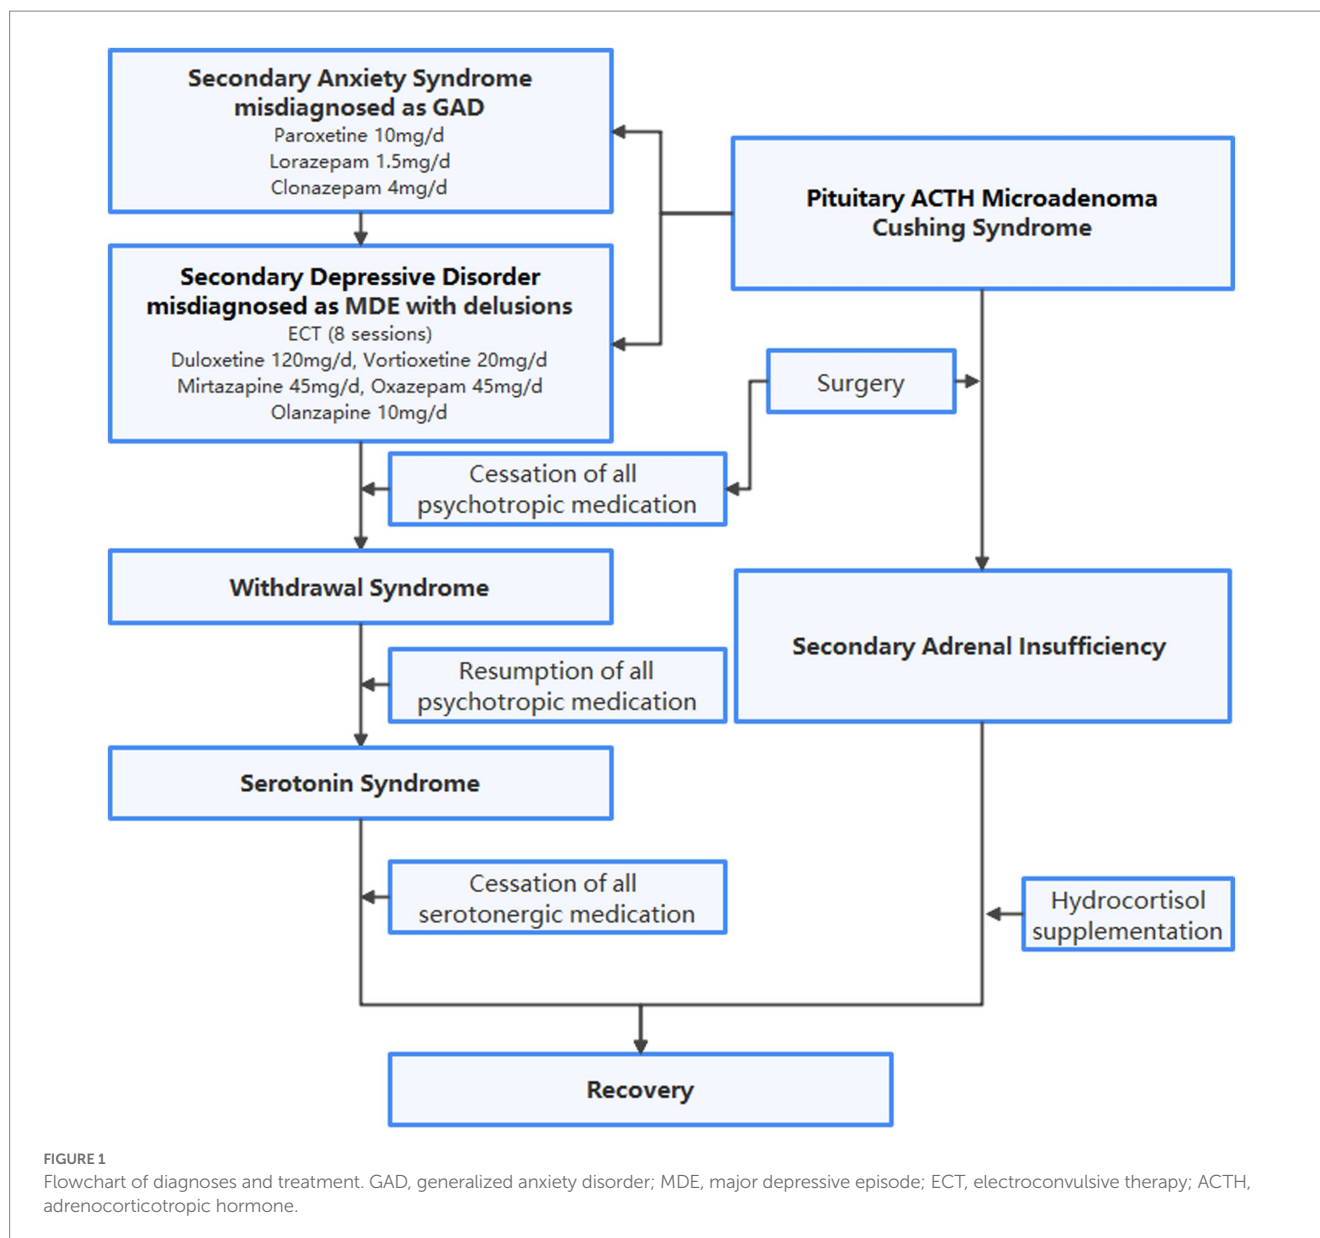 Secondary Anxiety Syndrome
misdiagnosed as GAD
Paroxetine 10mg/d
Lorazepam 1.5mg/d
Clonazepam 4mg/d
Pituitary ACTH Microadenoma
Cushing Syndrome
Secondary Depressive Disorder
misdiagnosed as MDE with delusions
ECT (8 sessions)
Duloxetine 120mg/d, Vortioxetine 20mg/d
Mirtazapine 45mg/d, Oxazepam 45mg/d
Olanzapine 10mg/d
Surgery
Cessation of all
psychotropic medication
Withdrawal Syndrome
Secondary Adrenal Insufficiency
Resumption of all
psychotropic medication
Serotonin Syndrome
Cessation of all
serotonergic medication
Hydrocortisol
supplementation
Recovery
FIGURE 1
Flowchart of diagnoses and treatment. GAD, generalized anxiety disorder; MDE, major depressive episode; ECT, electroconvulsive therapy; ACTH,
adrenocorticotropic hormone.